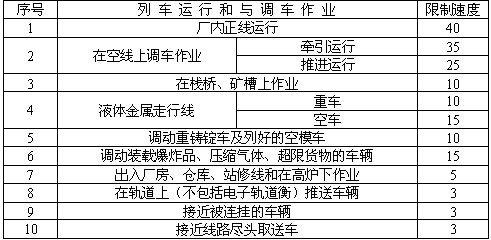 序号 列车运行和与调车作业 限制速度
1 厂内正线运行 40
2 在空线上调车作业 牵引运行 35
推进运行 25
3 在栈桥、矿槽上作业 10
4 液体金属走行线 重车 10
空车 15
5 调动重铸锭车及列好的空模车 10
6 调动装载爆炸品、压缩气体、超限货物的车辆 15
7 出入厂房、仓库、站修线和在高炉下作业 5
8 在轨道上（不包括电子轨道衡）推送车辆 3
9 接近被连挂的车辆 3
10 接近线路尽头取送车 3